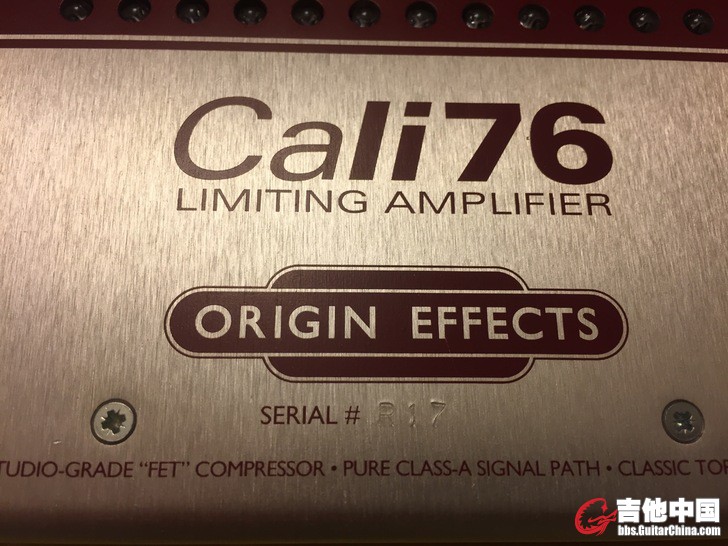 Cali76
LIMITING AMPLIFIER
ORIGIN EFFECTS
SERIAL # R17
TUDIO-GRADE “FET” COMPRESSOR • PURE CLASS-A SIGNAL PATH • CLASSIC TO
吉他中国
bbs.GuitarChina.com